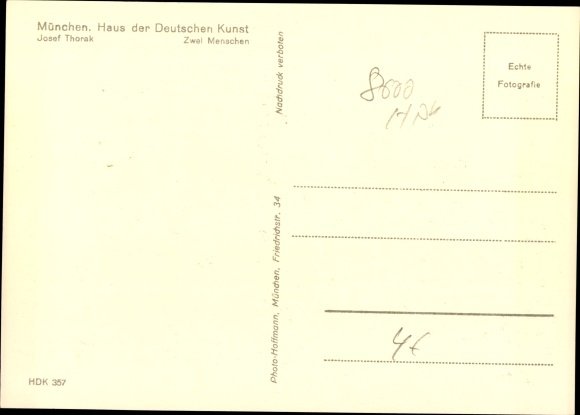 München. Haus der Deutschen Kunst
Josef Thorak Zwei Menschen
Nachdruck verboten
Echte
Fotografie
8000
Photo-Hoffmann, München, Friedrichstr. 34
4€
HDK 357